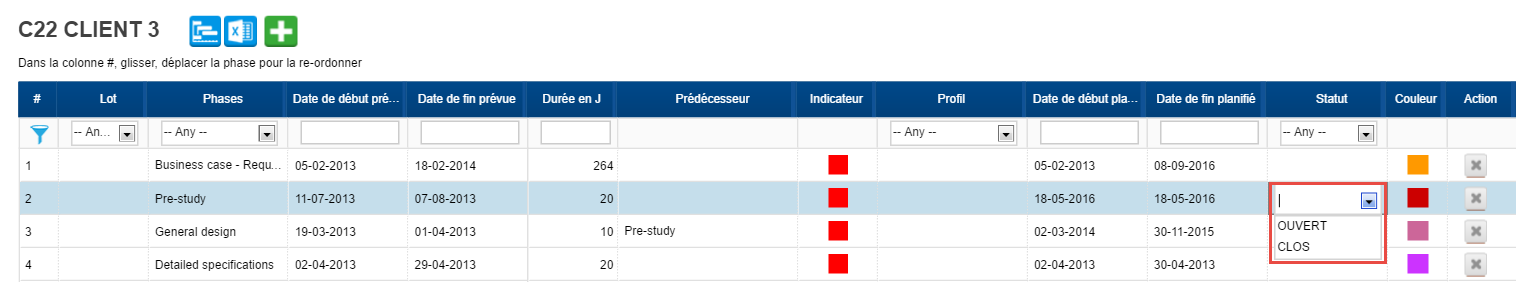 C22 CLIENT 3
Dans la colonne #, glisser, déplacer la phase pour la re-ordonner
# Lot Phases Date de début pré... Date de fin prévue Durée en J Prédécesseur Indicateur Profil Date de début pla... Date de fin planifié Statut Couleur Action
-- An... -- Any -- -- Any -- -- Any --
1 Business case - Requ... 05-02-2013 18-02-2014 264 05-02-2013 08-09-2016
2 Pre-study 11-07-2013 07-08-2013 20 18-05-2016 18-05-2016
3 General design 19-03-2013 01-04-2013 10 Pre-study 02-03-2014 30-11-2015 OUVERT
CLOS
4 Detailed specifications 02-04-2013 29-04-2013 20 02-04-2013 30-04-2013